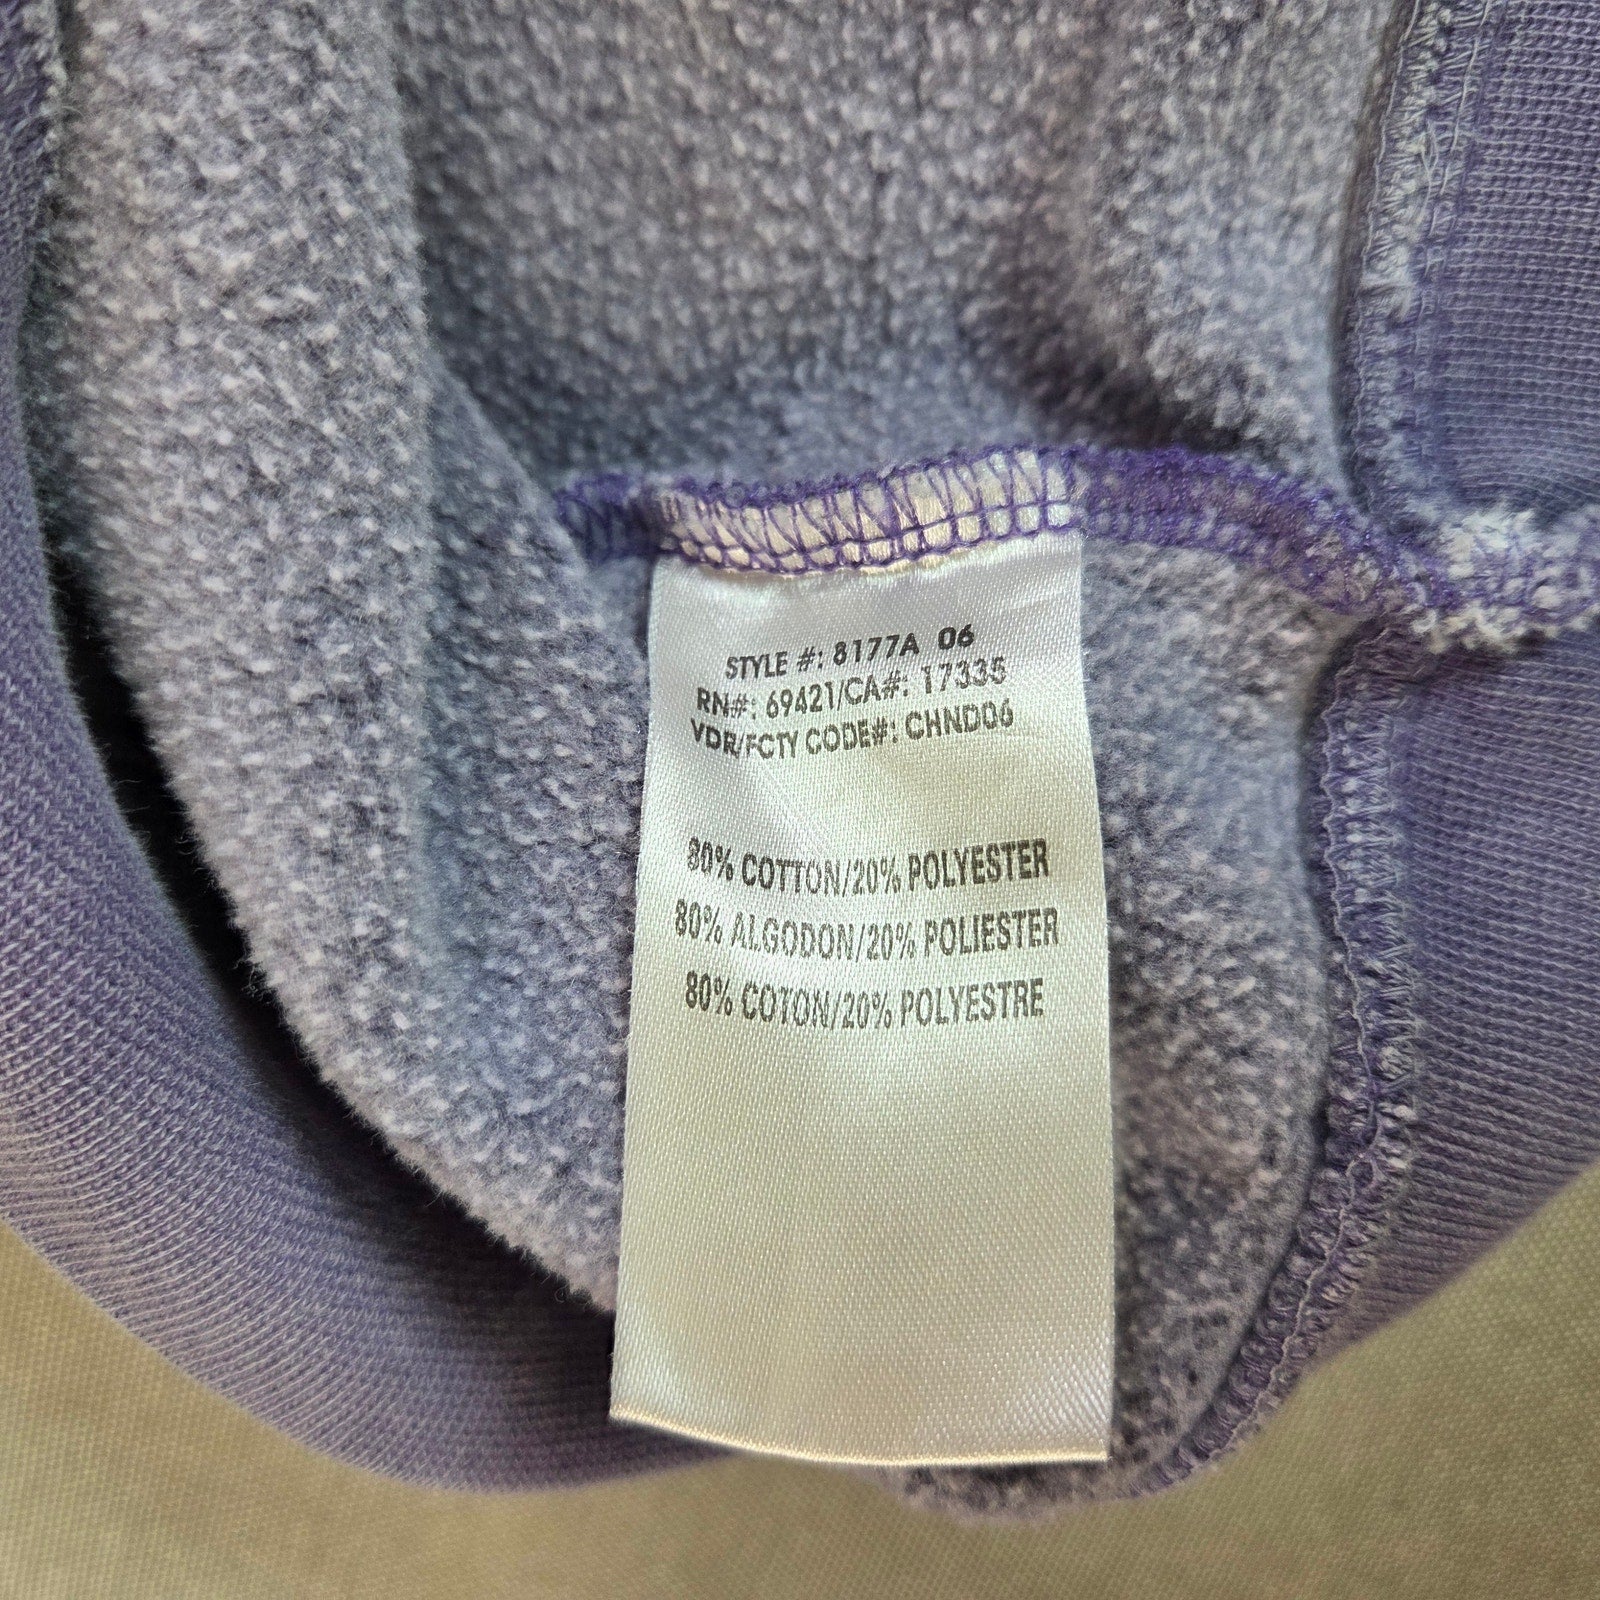 STYLE #: 8177A 06
RN#: 69421/CA#: 17335
VDR/FCTY CODE#: CHND06
80% COTTON/20% POLYESTER
80% ALGODON/20% POLIESTER
80% COTON/20% POLYESTRE